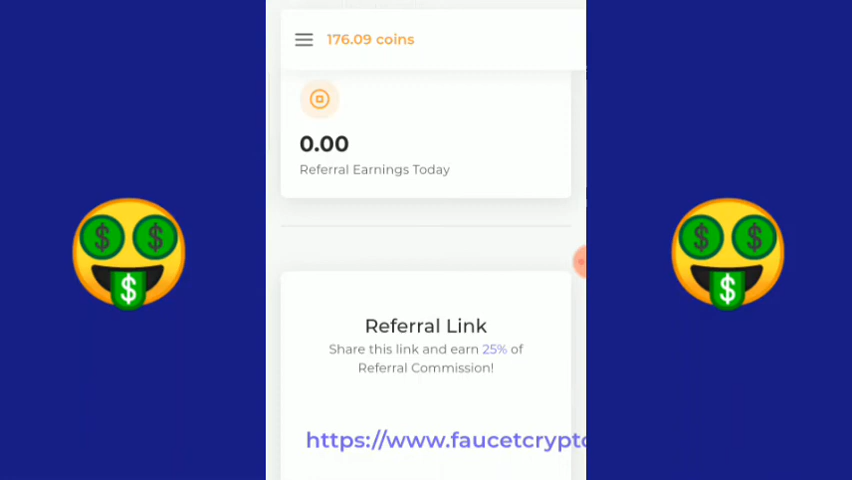 176.09 coins
0.00
Referral Earnings Today
Referral Link
Share this link and earn 25% of
Referral Commission!
https://www.faucetcrypto
$ $
$
$ $
$